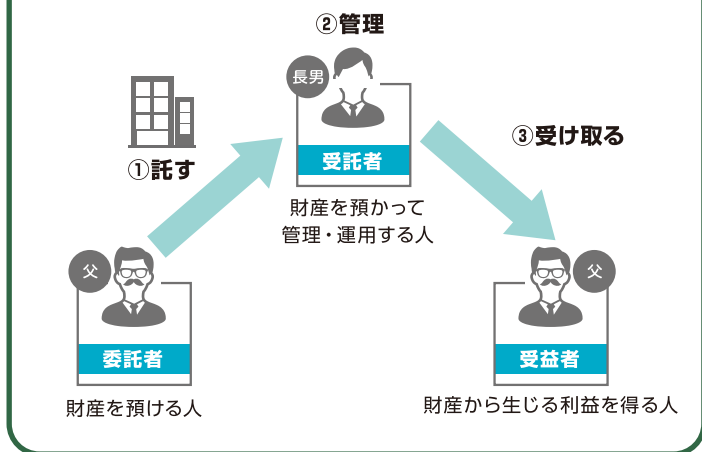 ②管理
長男
受託者
財産を預かって
管理・運用する人
①託す
③受け取る
父
委託者
財産を預ける人
父
受益者
財産から生じる利益を得る人